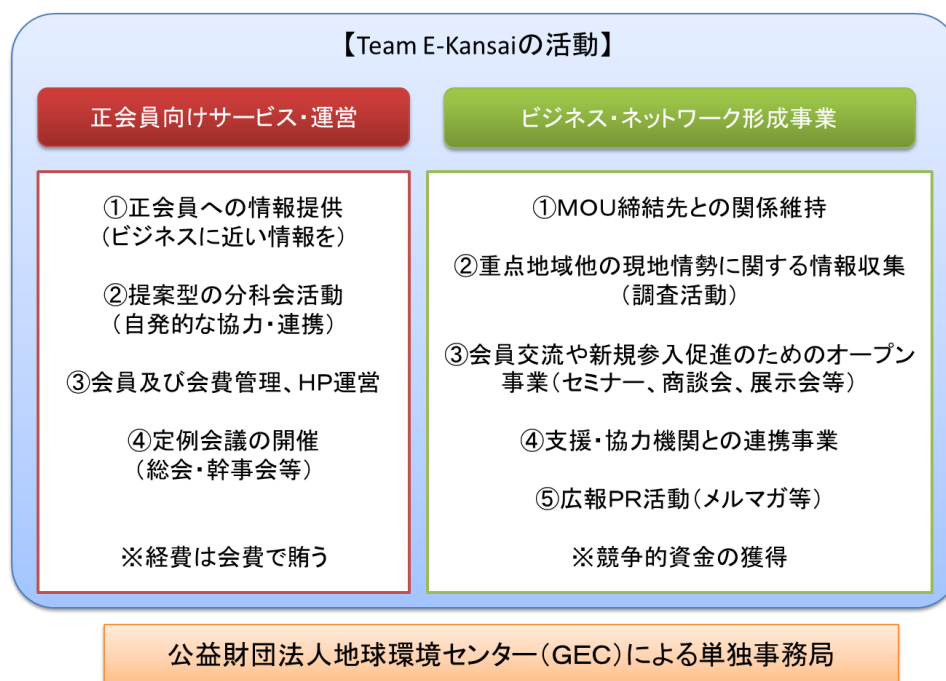 【Team E-Kansaiの活動】
正会員向けサービス・運営
①正会員への情報提供
(ビジネスに近い情報を)
②提案型の分科会活動
(自発的な協力・連携)
③会員及び会費管理、HP運営
④定例会議の開催
(総会・幹事会等)
※経費は会費で賄う
ビジネス・ネットワーク形成事業
①MOU締結先との関係維持
②重点地域他の現地情勢に関する情報収集
(調査活動)
③会員交流や新規参入促進のためのオープン
事業(セミナー、商談会、展示会等)
④支援・協力機関との連携事業
⑤広報PR活動(メルマガ等)
※競争的資金の獲得
公益財団法人地球環境センター(GEC)による単独事務局